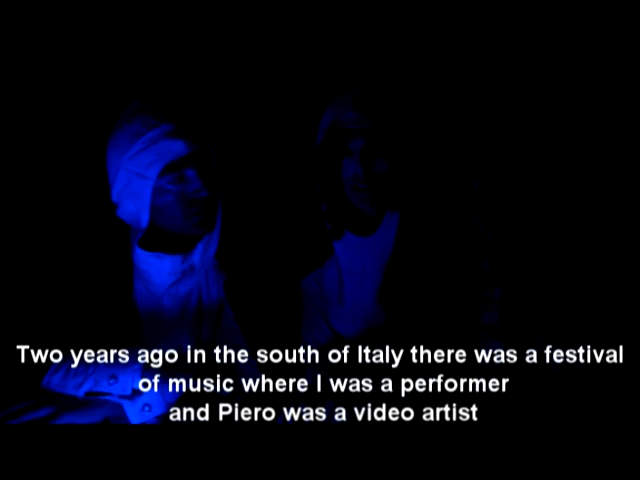 Two years ago in the south of Italy there was a festival
of music where I was a performer
and Piero was a video artist